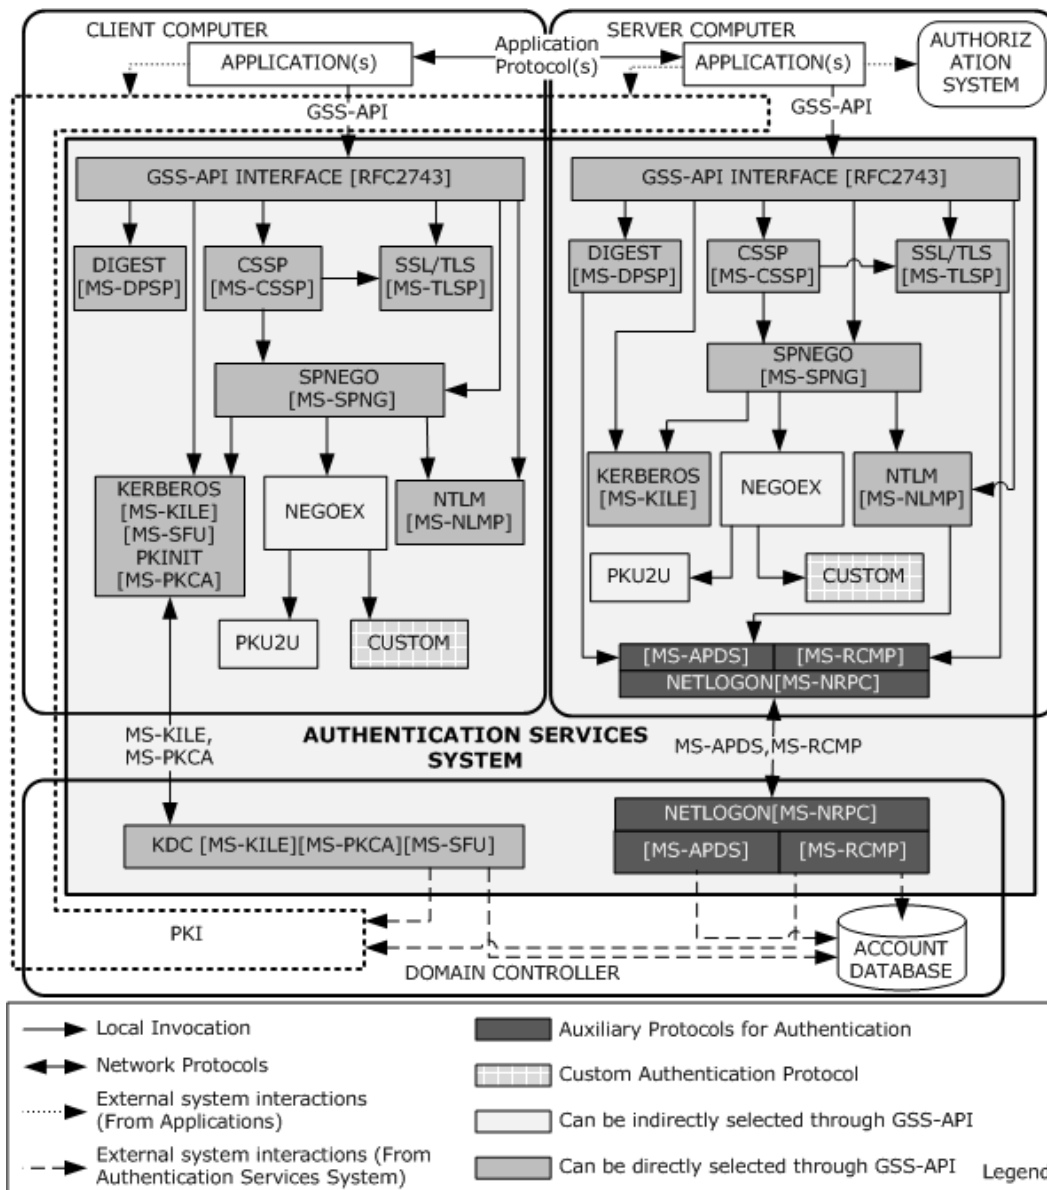 CLIENT COMPUTER
SERVER COMPUTER
APPLICATION(s)
Application
Protocol(s)
APPLICATION(s)
AUTHORIZ
ATION
SYSTEM
GSS-API
GSS-API
GSS-API INTERFACE [RFC2743]
GSS-API INTERFACE [RFC2743]
DIGEST
[MS-DPSP]
CSSP
[MS-CSSP]
SSL/TLS
[MS-TLSP]
DIGEST
[MS-DPSP]
CSSP
[MS-CSSP]
SSL/TLS
[MS-TLSP]
SPNEGO
[MS-SPNG]
SPNEGO
[MS-SPNG]
KERBEROS
[MS-KILE]
[MS-SFU]
PKINIT
[MS-PKCA]
NEGOEX
NTLM
[MS-NLMP]
KERBEROS
[MS-KILE]
NEGOEX
NTLM
[MS-NLMP]
PKU2U
CUSTOM
PKU2U
CUSTOM
[MS-APDS]
[MS-RCMP]
NETLOGON[MS-NRPC]
MS-KILE,
MS-PKCA
AUTHENTICATION SERVICES
SYSTEM
MS-APDS,MS-RCMP
KDC [MS-KILE][MS-PKCA][MS-SFU]
NETLOGON[MS-NRPC]
[MS-APDS]
[MS-RCMP]
PKI
DOMAIN CONTROLLER
ACCOUNT
DATABASE
Local Invocation
Network Protocols
External system interactions
(From Applications)
External system interactions (From
Authentication Services System)
Auxiliary Protocols for Authentication
Custom Authentication Protocol
Can be indirectly selected through GSS-API
Can be directly selected through GSS-API
Legend